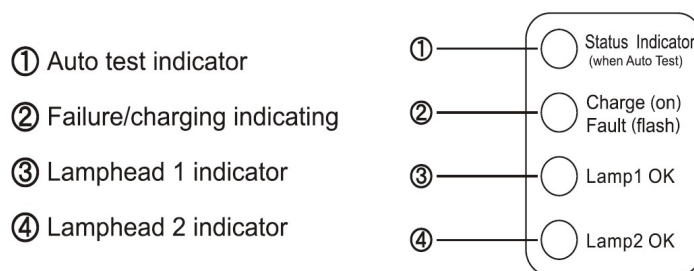 ① Auto test indicator
② Failure/charging indicating
③ Lamphead 1 indicator
④ Lamphead 2 indicator
① Status Indicator
(when Auto Test)
② Charge (on)
Fault (flash)
③ Lamp1 OK
④ Lamp2 OK